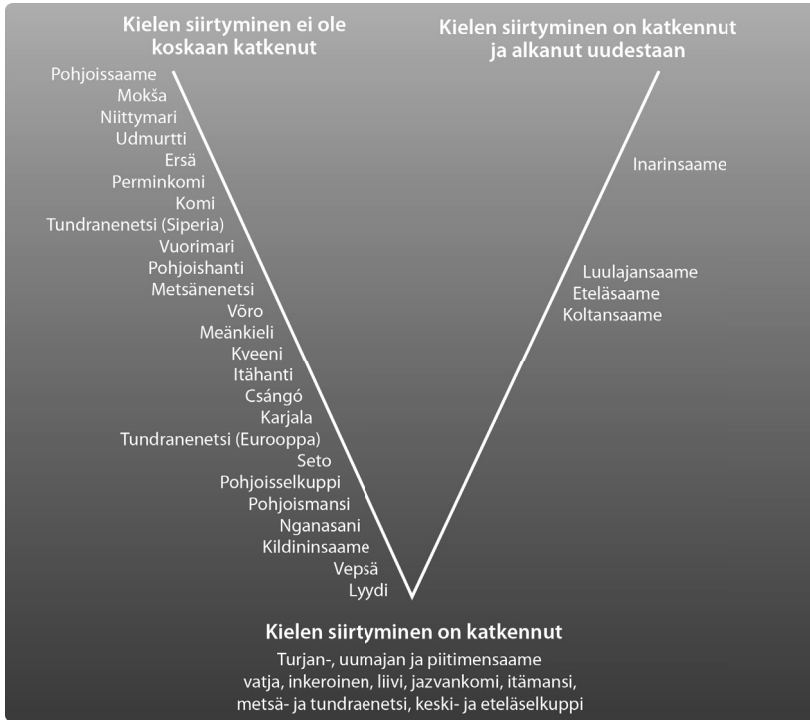 Kielen siirtyminen ei ole
koskaan katkenut
Kielen siirtyminen on katkennut
ja alkanut uudestaan
Pohjoissaame
Mokša
Niittymari
Udmurtti
Ersä
Perminkomi
Komi
Tundranenetsi (Siperia)
Vuorimari
Pohjoishanti
Metsänenetsi
Võro
Meänkieli
Kveeni
Itähanti
Csángó
Karjala
Tundranenetsi (Eurooppa)
Seto
Pohjoisselkuppi
Pohjoismansi
Nganasani
Kildininsaame
Vepsä
Lyydi
Inarinsaame
Luulajansaame
Eteläsaame
Koltansaame
Kielen siirtyminen on katkennut
Turjan-, uumajan ja piitimensaame
vatja, inkeroinen, liivi, jazvankomi, itämansi,
metsä- ja tundraenetsi, keski- ja eteläselkuppi